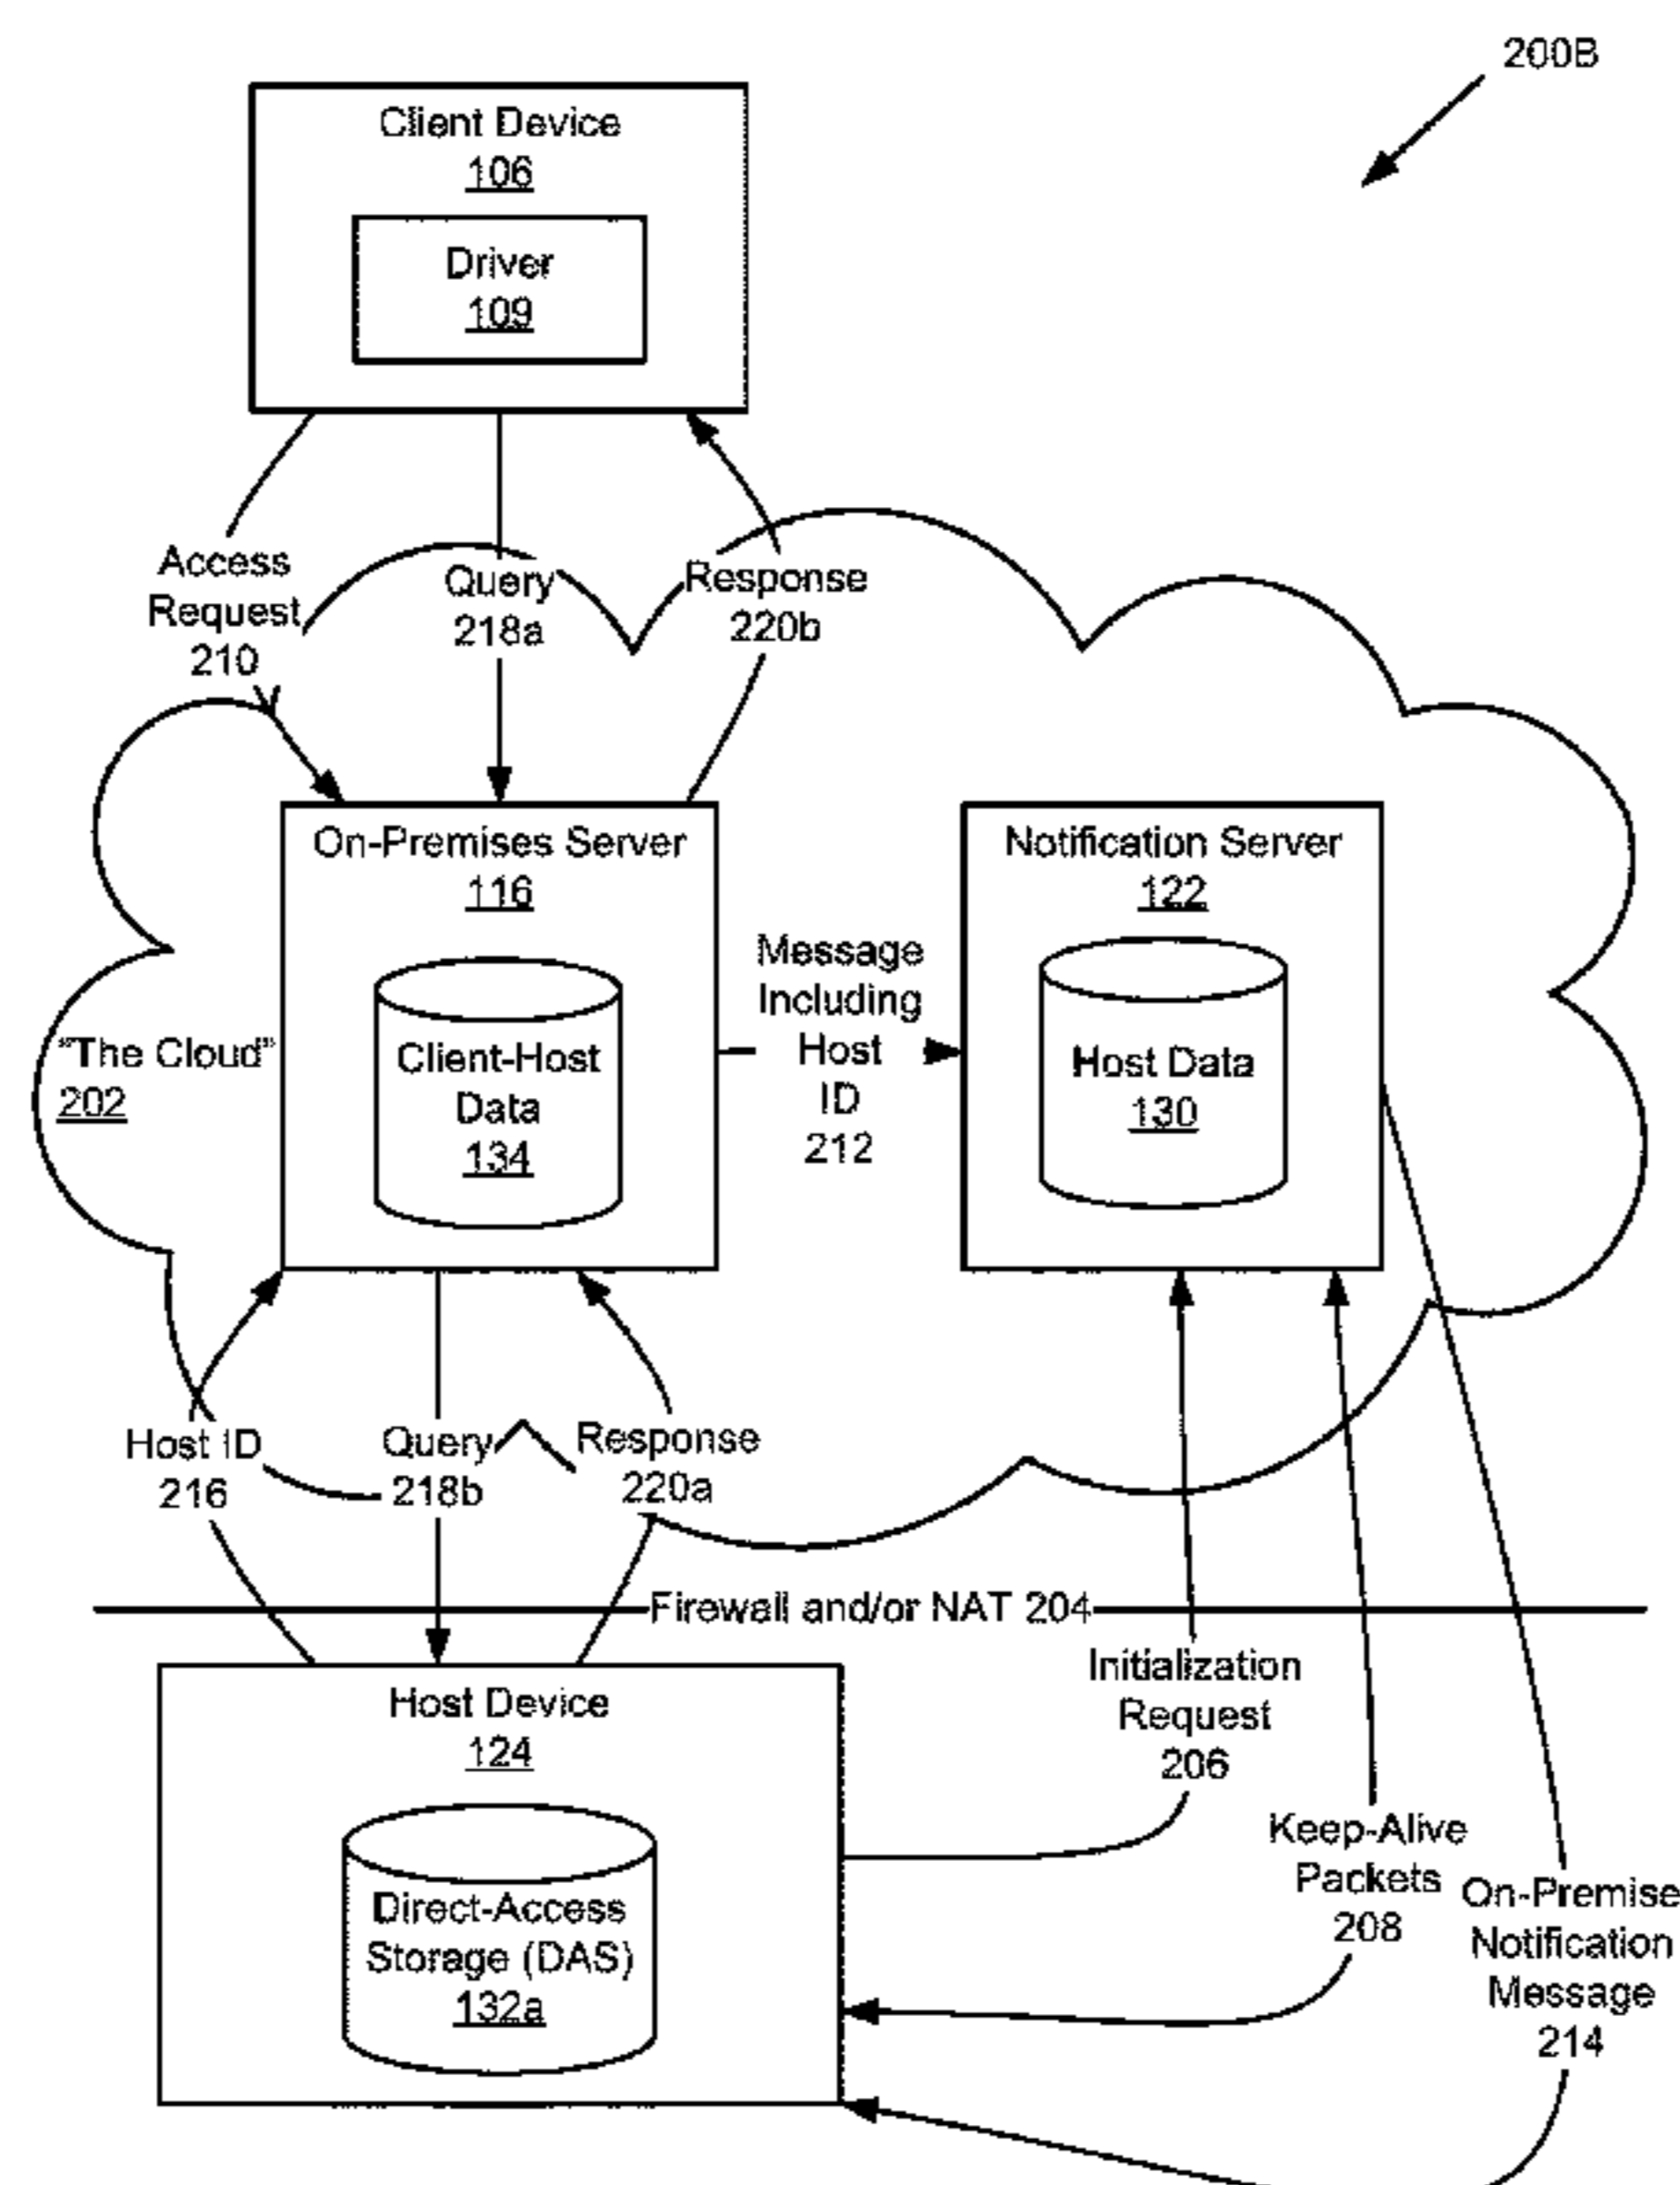 200B
Client Device
106
Driver
109
Access
Request
210
Query
218a
Response
220b
On-Premises Server
116
Client-Host
Data
134
"The Cloud"
202
Message
Including
Host
ID
212
Notification Server
122
Host Data
130
Host ID
216
Query
218b
Response
220a
Firewall and/or NAT 204
Host Device
124
Direct-Access
Storage (DAS)
132a
Initialization
Request
206
Keep-Alive
Packets
208
On-Premise
Notification
Message
214